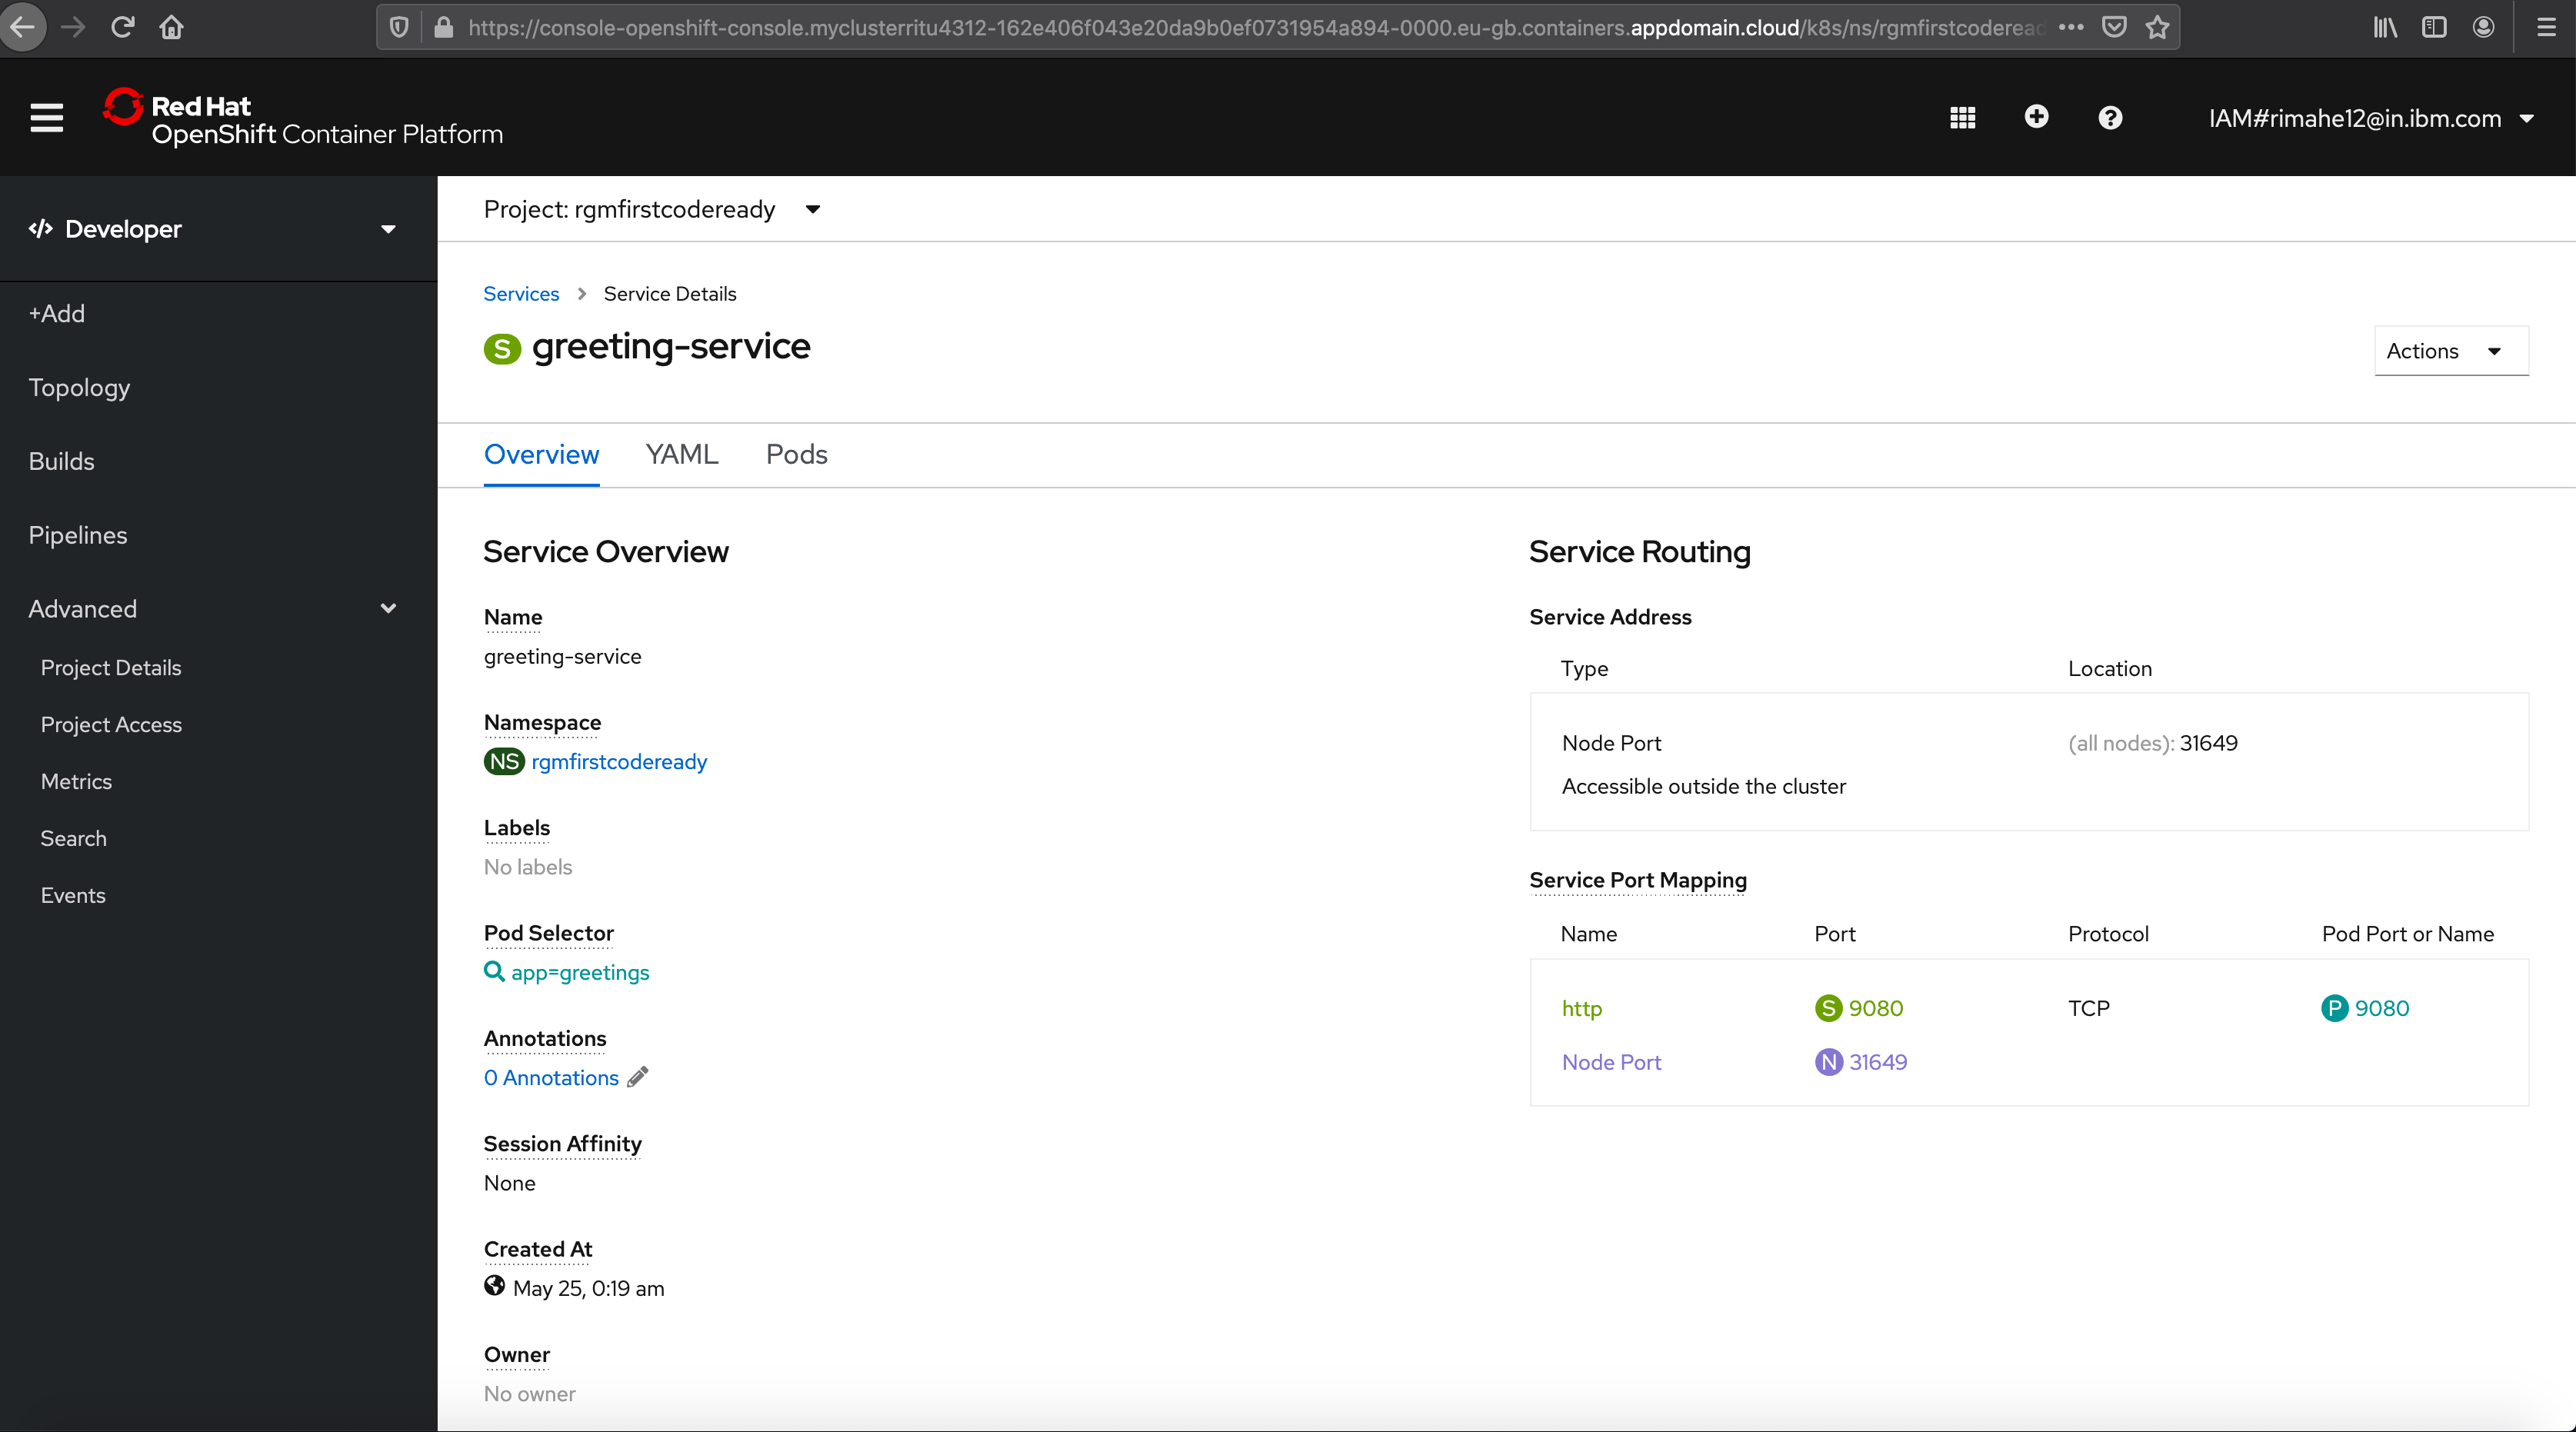 https://console-openshift-console.myclusterritu4312-162e406f043e20da9b0ef0731954a894-0000.eu-gb.containers.appdomain.cloud/k8s/ns/rgmfirstcoderead
Red Hat
OpenShift Container Platform
IAM#rimahe12@in.ibm.com
Developer
+Add
Topology
Builds
Pipelines
Advanced
Project Details
Project Access
Metrics
Search
Events
Project: rgmfirstcodeready
Services > Service Details
S greeting-service
Actions
Overview YAML Pods
Service Overview
Name
greeting-service
Namespace
NS rgmfirstcodeready
Labels
No labels
Pod Selector
app=greetings
Annotations
0 Annotations
Session Affinity
None
Created At
May 25, 0:19 am
Owner
No owner
Service Routing
Service Address
Type Location
Node Port (all nodes): 31649
Accessible outside the cluster
Service Port Mapping
Name Port Protocol Pod Port or Name
http S 9080 TCP P 9080
Node Port N 31649